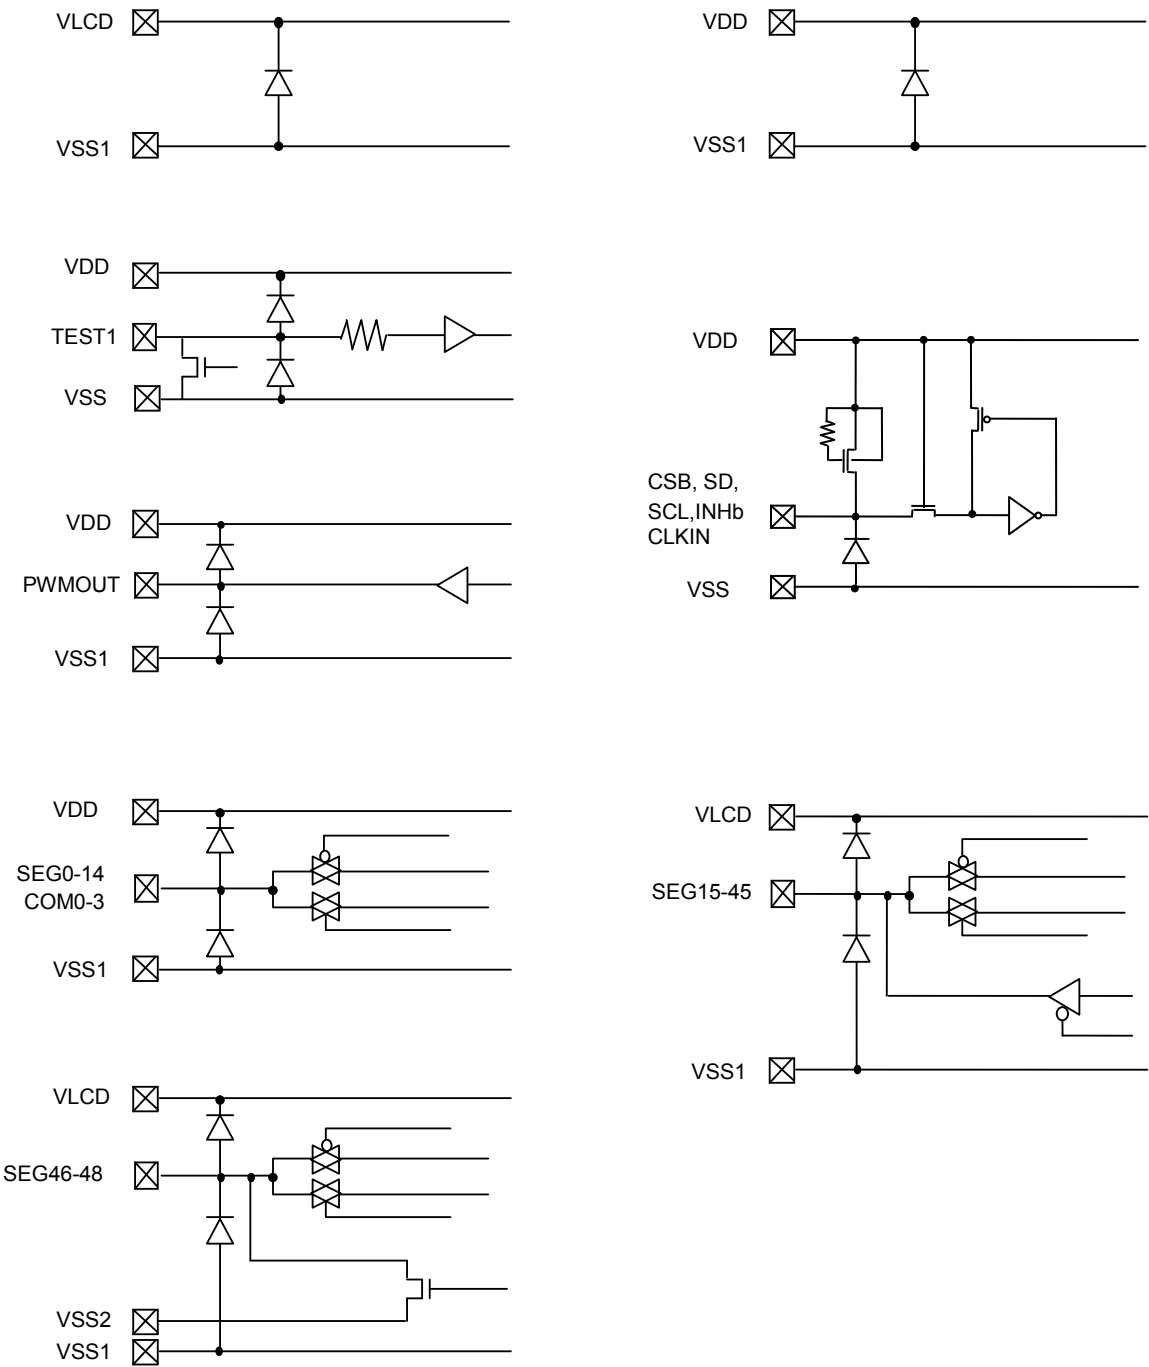 VLCD
VSS1
VDD
VSS1
VDD
TEST1
VSS
VDD
CSB, SD,
SCL,INHb
CLKIN
VSS
VDD
PWMOUT
VSS1
VDD
SEG0-14
COM0-3
VSS1
VLCD
SEG15-45
VSS1
VLCD
SEG46-48
VSS2
VSS1